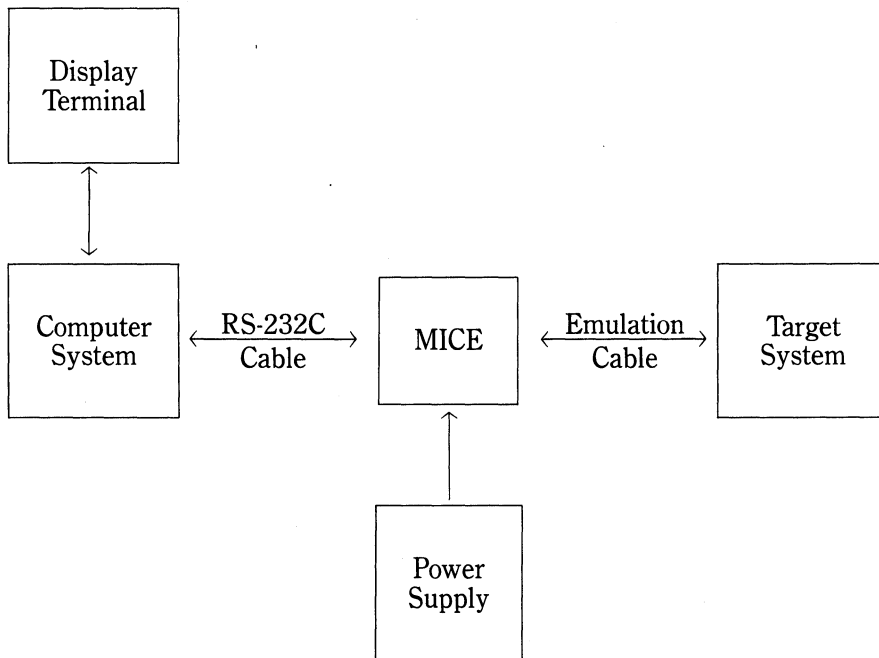 Display
Terminal
Computer
System
RS-232C
Cable
MICE
Emulation
Cable
Target
System
Power
Supply